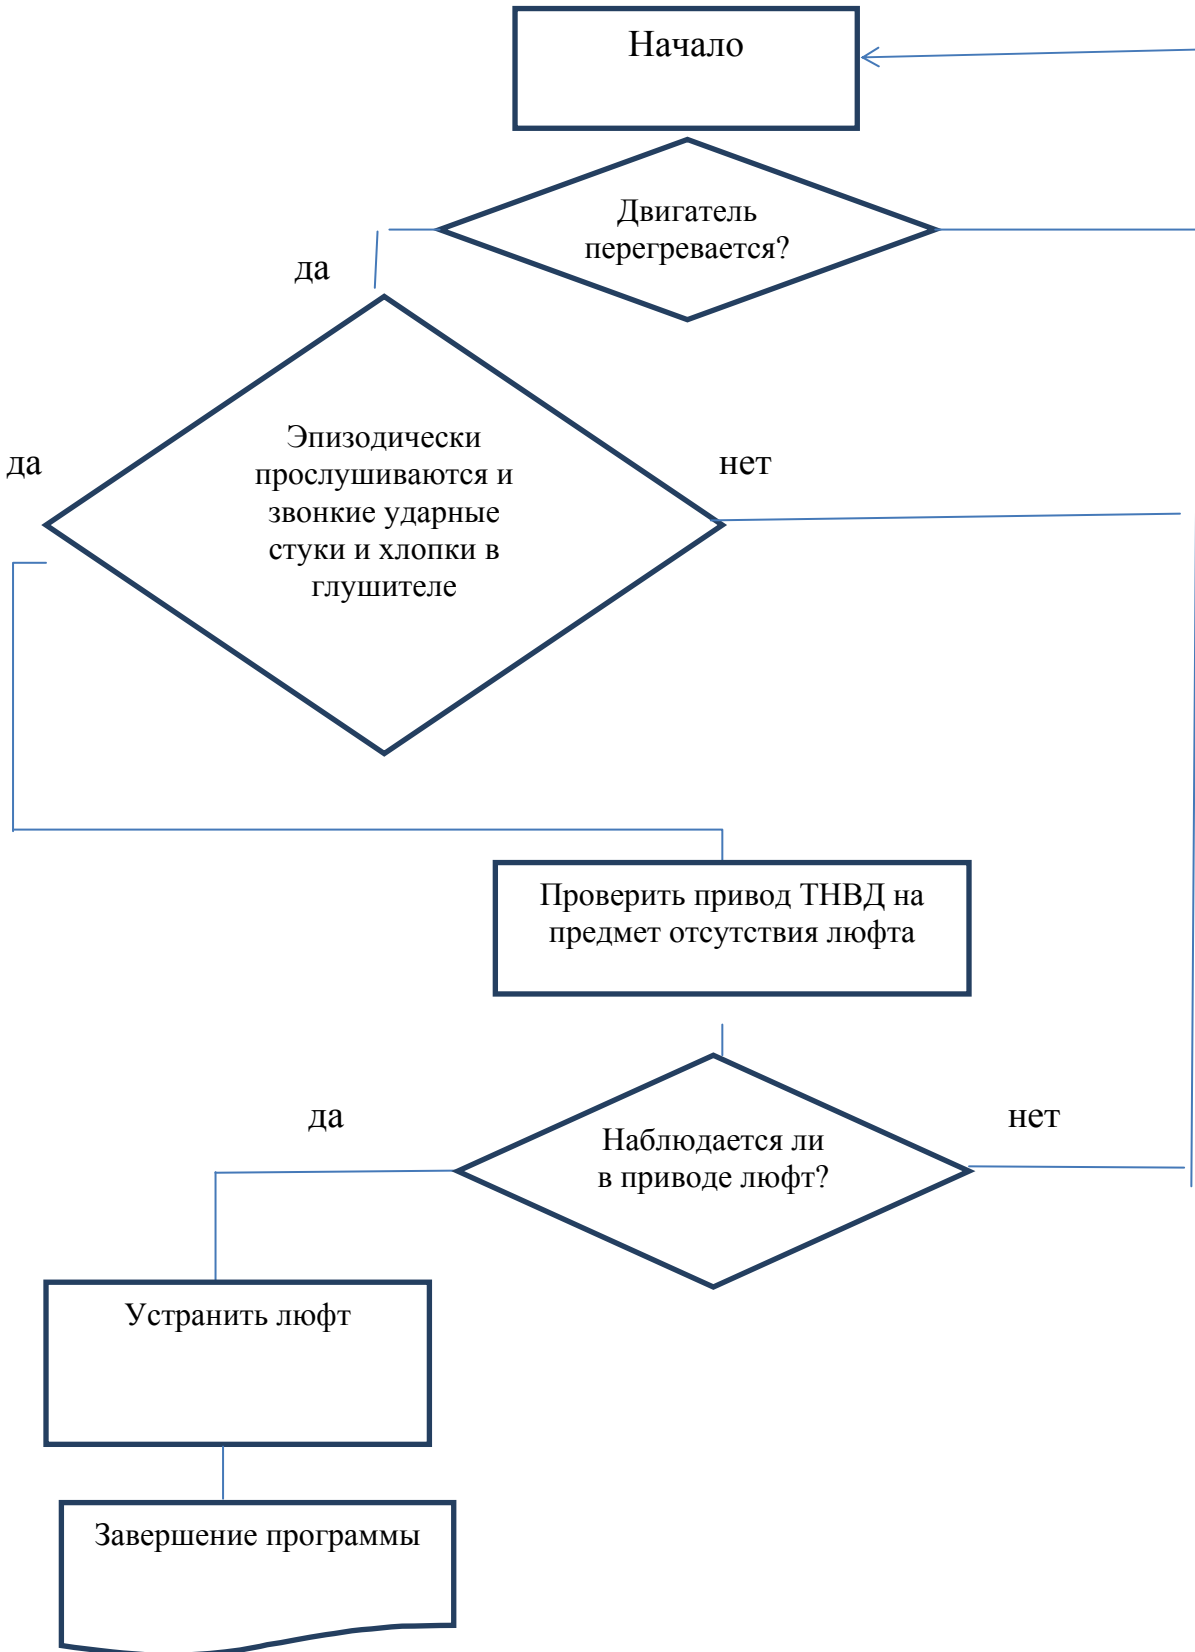 Начало
Двигатель
перегревается?
да
Эпизодически
прослушиваются и
звонкие ударные
стуки и хлопки в
глушителе
да
нет
Проверить привод ТНВД на
предмет отсутствия люфта
да
Наблюдается ли
в приводе люфт?
нет
Устранить люфт
Завершение программы